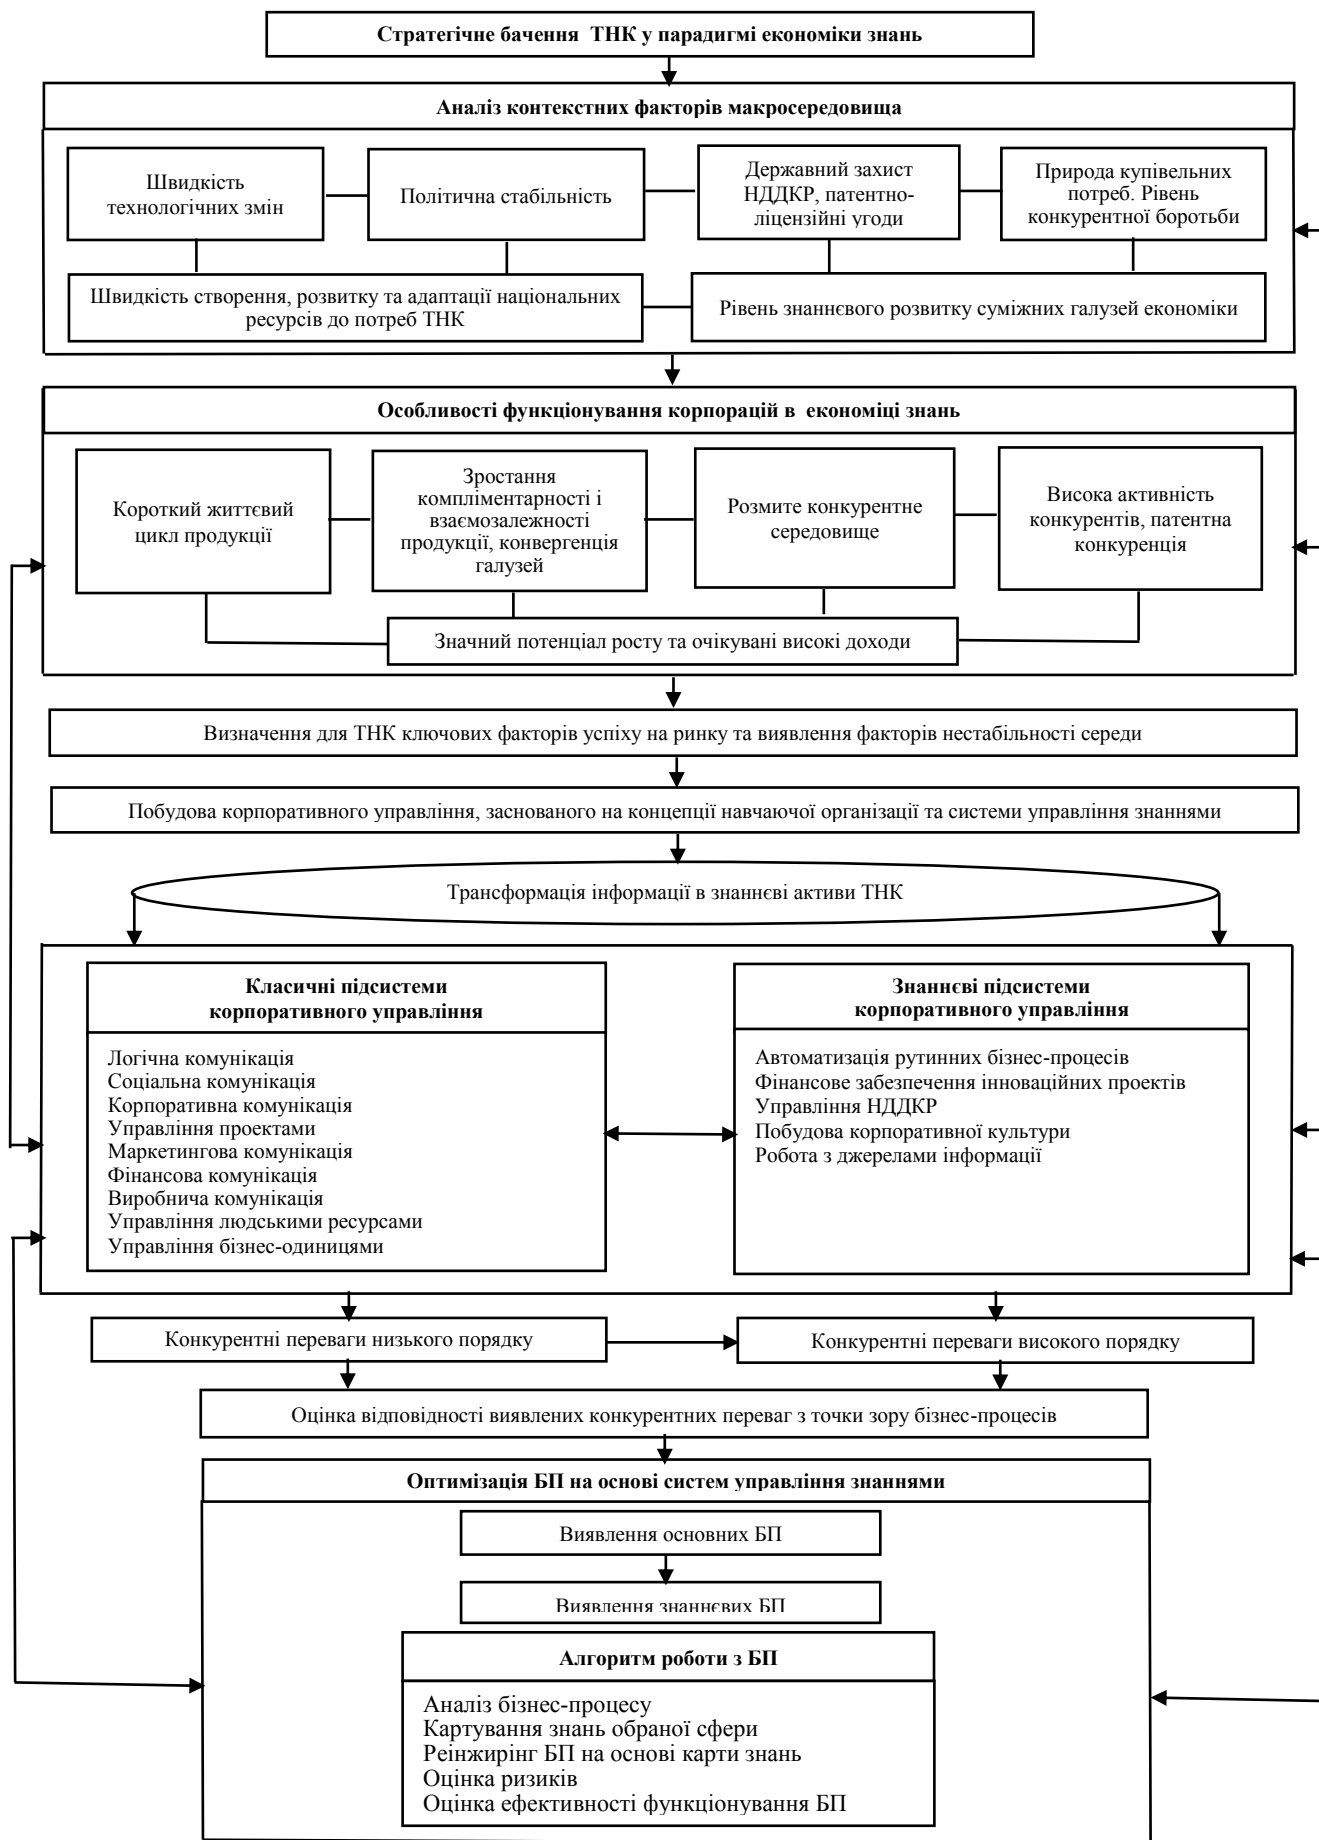 Стратегічне бачення ТНК у парадигмі економіки знань
Аналіз контекстних факторів макросередовища
Швидкість
технологічних змін
Політична стабільність
Державний захист
НДДКР, патентно-
ліцензійні угоди
Природа купівельних
потреб. Рівень
конкурентної боротьби
Швидкість створення, розвитку та адаптації національних
ресурсів до потреб ТНК
Рівень знаннєвого розвитку суміжних галузей економіки
Особливості функціонування корпорацій в економіці знань
Короткий життєвий
цикл продукції
Зростання
компліментарності і
взаємозалежності
продукції, конвергенція
галузей
Розмите конкурентне
середовище
Висока активність
конкурентів, патентна
конкуренція
Значний потенціал росту та очікувані високі доходи
Визначення для ТНК ключових факторів успіху на ринку та виявлення факторів нестабільності середи
Побудова корпоративного управління, заснованого на концепції навчаючої організації та системи управління знаннями
Трансформація інформації в знаннєві активи ТНК
Класичні підсистеми
корпоративного управління
Логічна комунікація
Соціальна комунікація
Корпоративна комунікація
Управління проектами
Маркетингова комунікація
Фінансова комунікація
Виробнича комунікація
Управління людськими ресурсами
Управління бізнес-одиницями
Знаннєві підсистеми
корпоративного управління
Автоматизація рутинних бізнес-процесів
Фінансове забезпечення інноваційних проектів
Управління НДДКР
Побудова корпоративної культури
Робота з джерелами інформації
Конкурентні переваги низького порядку
Конкурентні переваги високого порядку
Оцінка відповідності виявлених конкурентних переваг з точки зору бізнес-процесів
Оптимізація БП на основі систем управління знаннями
Виявлення основних БП
Виявлення знаннєвих БП
Алгоритм роботи з БП
Аналіз бізнес-процесу
Картування знань обраної сфери
Реінжирінг БП на основі карти знань
Оцінка ризиків
Оцінка ефективності функціонування БП